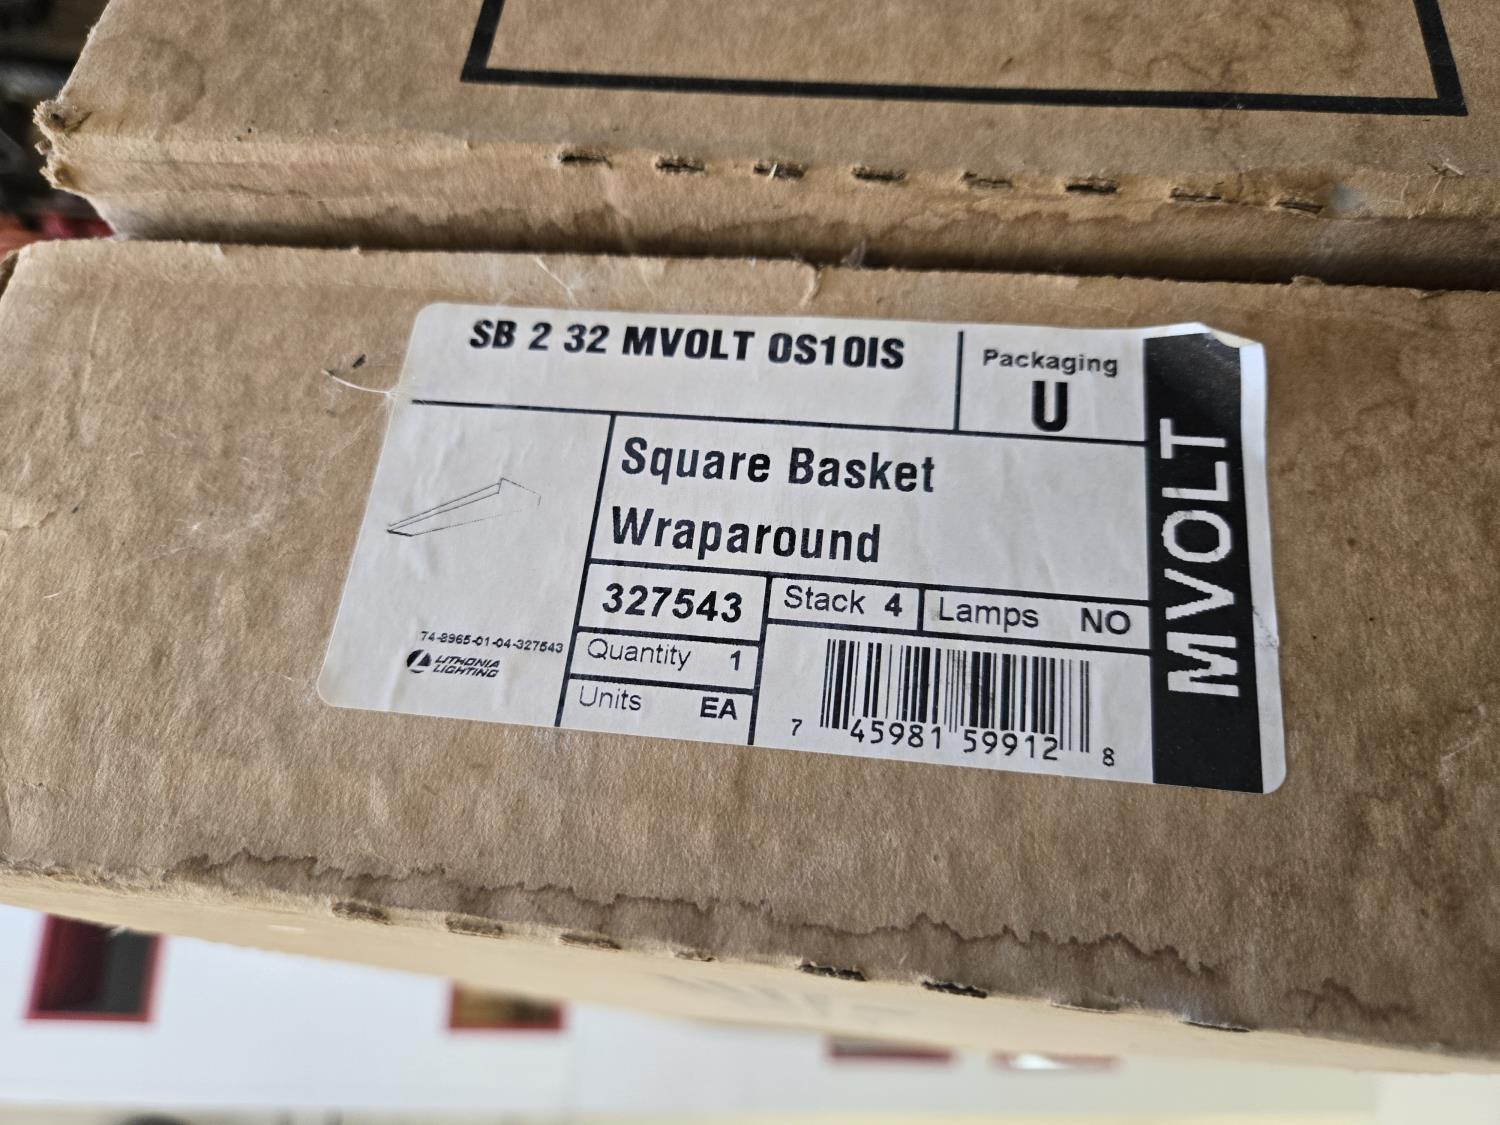 SB 2 32 MVOLT OS10IS
Packaging
U
Square Basket
Wraparound
327543
Stack 4
Lamps NO
Quantity 1
Units EA
74-8965-01-04-327543
LITHONIA
LIGHTING
7 45981 59912 8
MVOLT